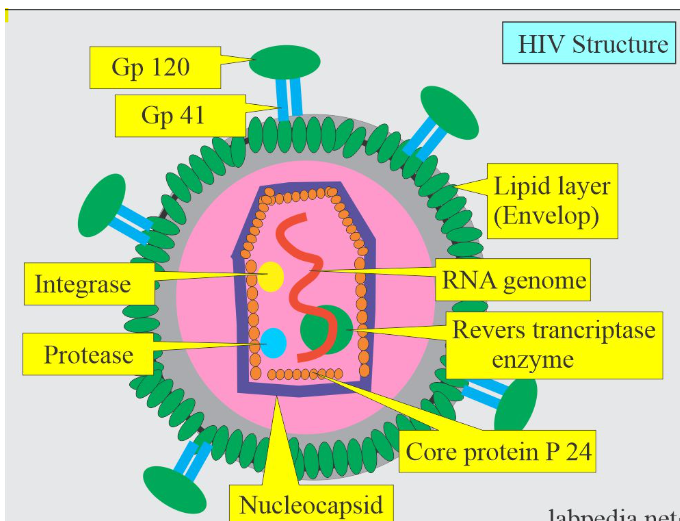 HIV Structure
Gp 120
Gp 41
Lipid layer
(Envelop)
Integrase
RNA genome
Protease
Revers trancriptase
enzyme
Core protein P 24
Nucleocapsid
labpedia.net